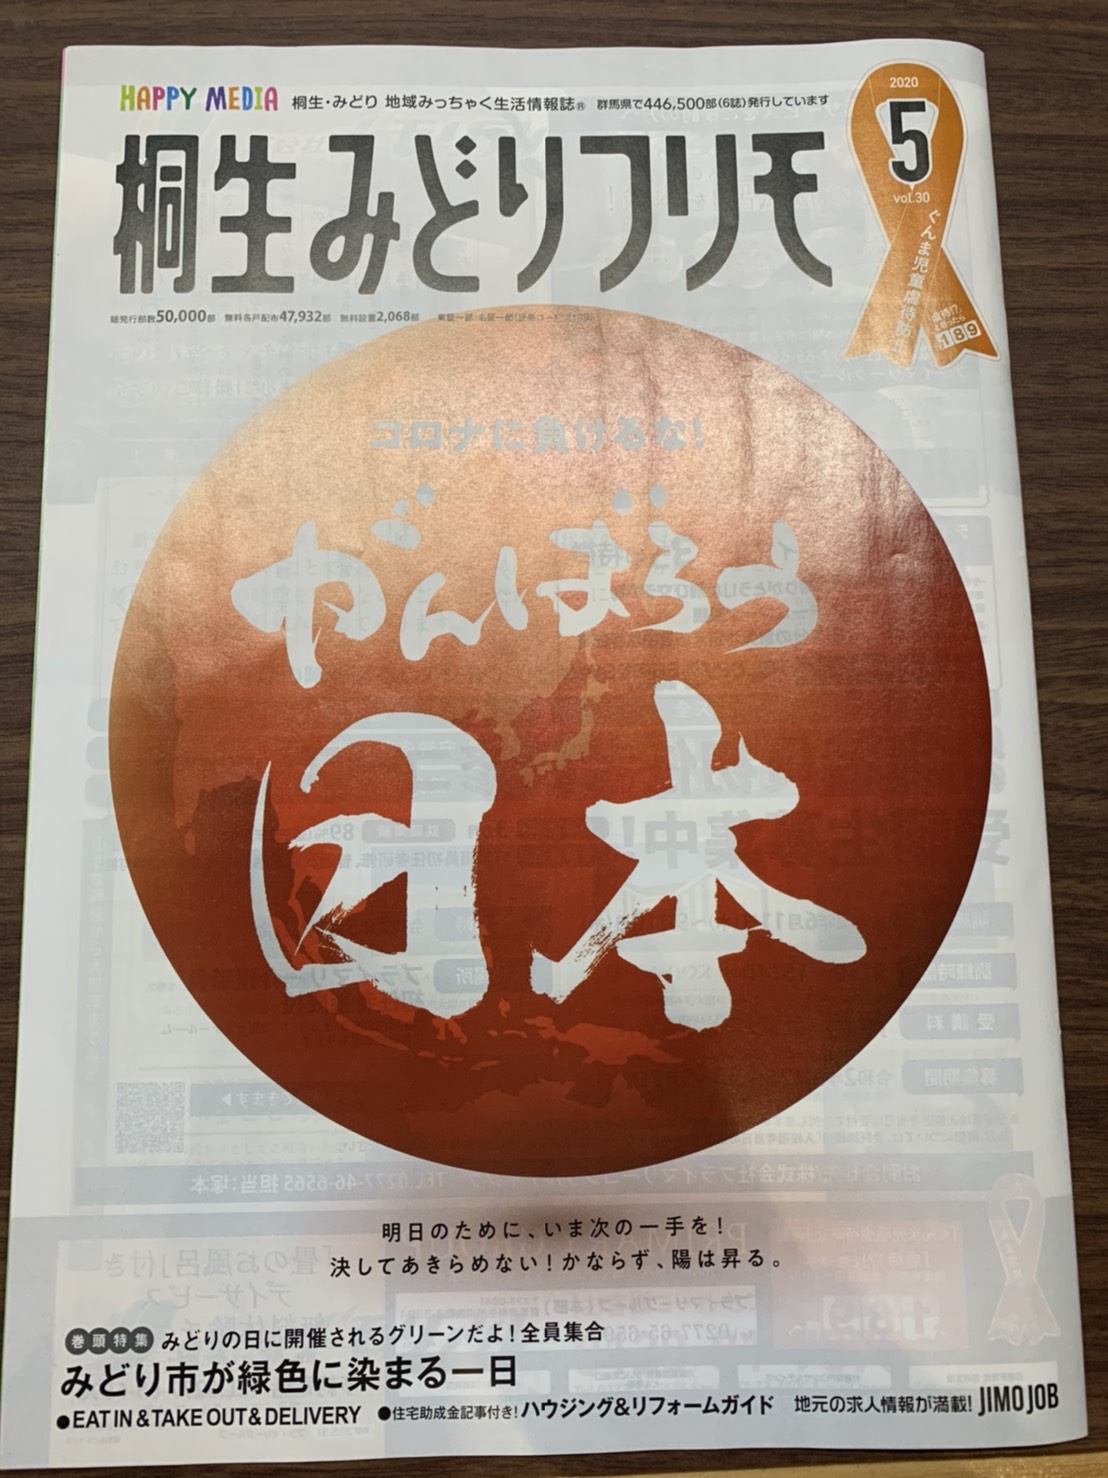 HAPPY MEDIA 桐生・みどり 地域みっちゃく生活情報誌® 群馬県で446,500部(6誌)発行しています
桐生みどりフリモ
2020
5
vol.30
ぐんま児童虐待防止
189
総発行部数50,000部 無料各戸配布47,932部 無料設置2,068部
コロナに負けるな!
がんばろう
日本
明日のために、いま次の一手を!
決してあきらめない!かならず、陽は昇る。
巻頭特集 みどりの日に開催されるグリーンだよ!全員集合
みどり市が緑色に染まる一日
●EAT IN & TAKE OUT & DELIVERY ●住宅助成金記事付き!ハウジング&リフォームガイド 地元の求人情報が満載! JIMO JOB